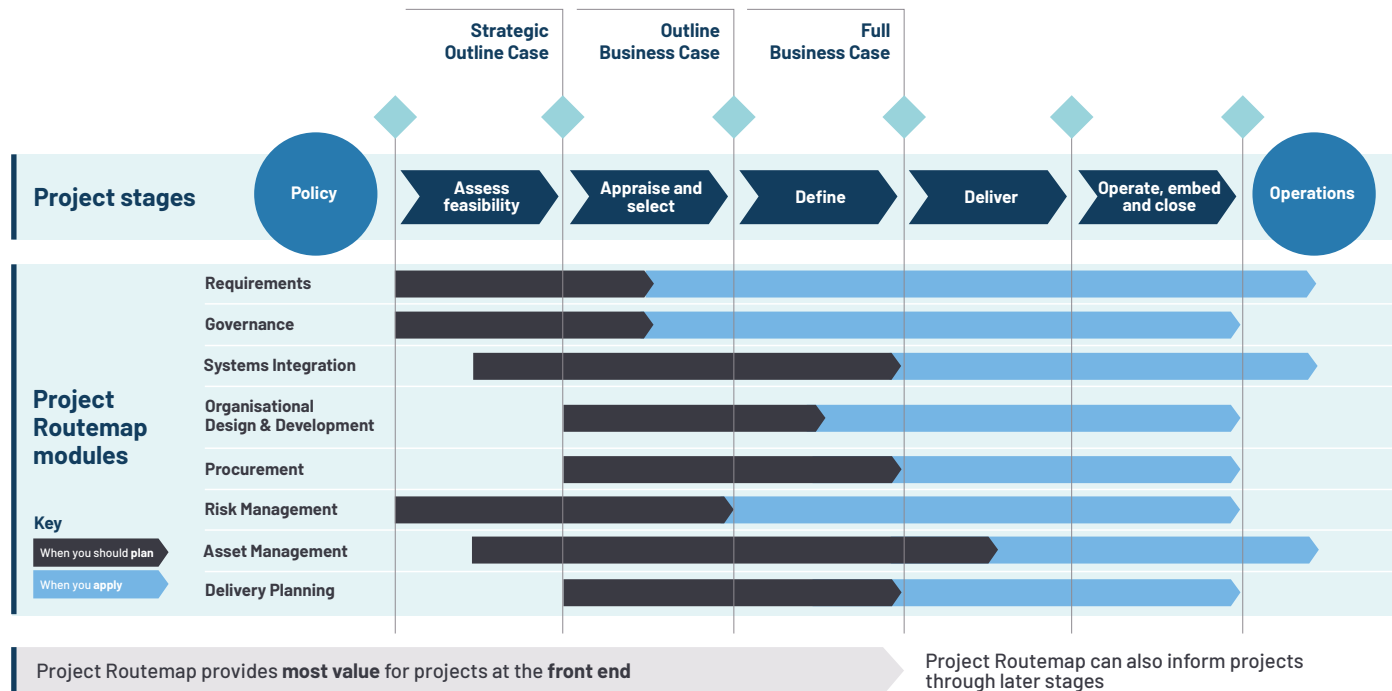 Strategic
Outline Case
Outline
Business Case
Full
Business Case
Project stages
Policy
Assess
feasibility
Appraise and
select
Define
Deliver
Operate, embed
and close
Operations
Project
Routemap
modules
Requirements
Governance
Systems Integration
Organisational
Design & Development
Procurement
Risk Management
Asset Management
Delivery Planning
Key
When you should plan
When you apply
Project Routemap provides most value for projects at the front end
Project Routemap can also inform projects
through later stages